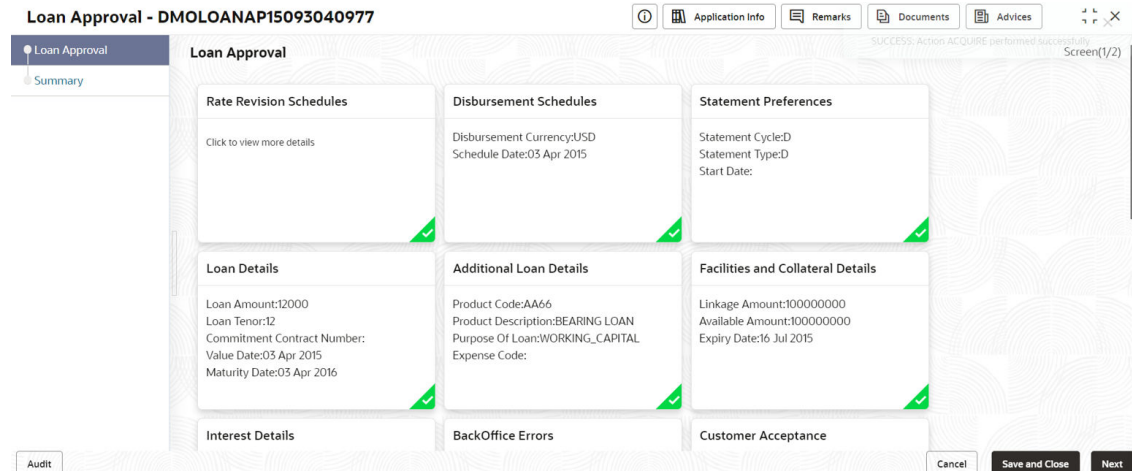 Loan Approval - DMOLOANAP15093040977
Application Info
Remarks
Documents
Advices
SUCCESS: Action ACQUIRE performed successfully
Loan Approval
Summary
Loan Approval
Screen(1/2)
Rate Revision Schedules
Click to view more details
Disbursement Schedules
Disbursement Currency:USD
Schedule Date:03 Apr 2015
Statement Preferences
Statement Cycle:D
Statement Type:D
Start Date:
Loan Details
Loan Amount:12000
Loan Tenor:12
Commitment Contract Number:
Value Date:03 Apr 2015
Maturity Date:03 Apr 2016
Additional Loan Details
Product Code:AA66
Product Description:BEARING LOAN
Purpose Of Loan:WORKING_CAPITAL
Expense Code:
Facilities and Collateral Details
Linkage Amount:100000000
Available Amount:100000000
Expiry Date:16 Jul 2015
Interest Details
BackOffice Errors
Customer Acceptance
Audit
Cancel
Save and Close
Next